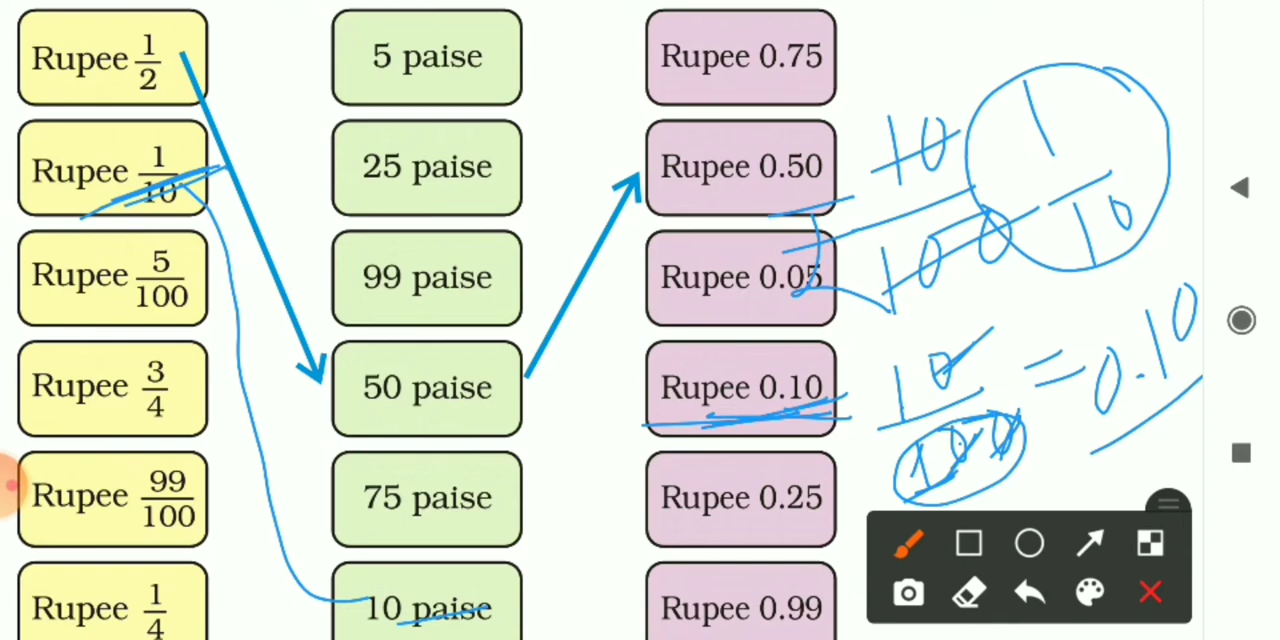 Rupee 1/2
5 paise
Rupee 0.75
Rupee 1/10
25 paise
Rupee 0.50
Rupee 5/100
99 paise
Rupee 0.05
Rupee 3/4
50 paise
Rupee 0.10
Rupee 99/100
75 paise
Rupee 0.25
Rupee 1/4
10 paise
Rupee 0.99
10/100
1/10
10/100 = 0.10